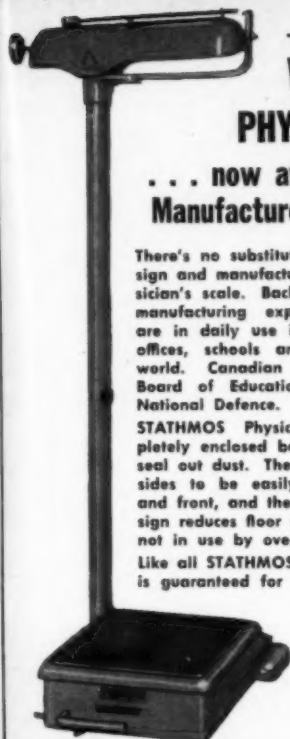 PHY
. . . now a
Manufacture
There's no substitu
sign and manufactu
sician's scale. Back
manufacturing exp
are in daily use i
offices, schools an
world. Canadian
Board of Educatio
National Defence.
STATHMOS Physic
pletely enclosed be
seal out dust. The
sides to be easily
and front, and the
sign reduces floor
not in use by ove
Like all STATHMOS
is guaranteed for